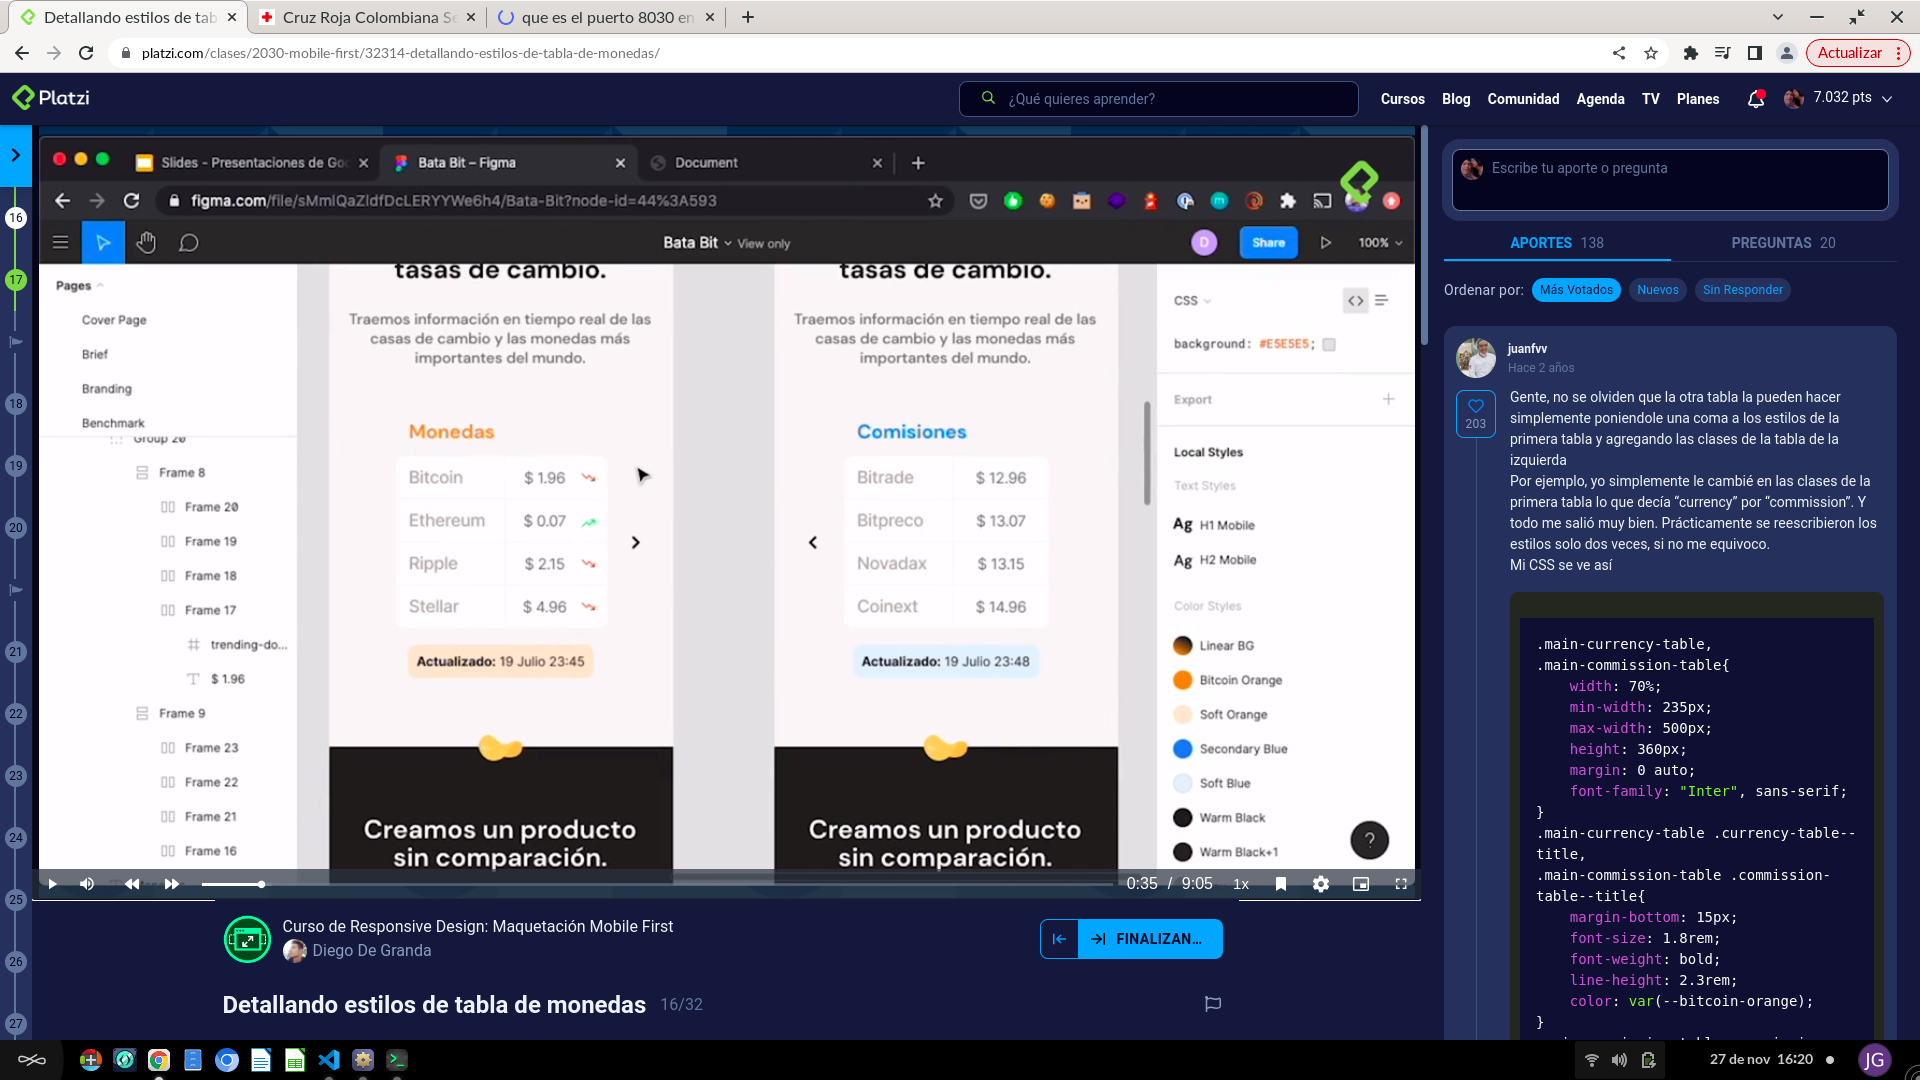 Detallando estilos de tab
Cruz Roja Colombiana Se
que es el puerto 8030 en
platzi.com/clases/2030-mobile-first/32314-detallando-estilos-de-tabla-de-monedas/
Actualizar
Platzi
¿Qué quieres aprender?
Cursos
Blog
Comunidad
Agenda
TV
Planes
7.032 pts
16
17
18
19
20
21
22
23
24
25
26
27
Slides - Presentaciones de Goo
Bata Bit – Figma
Document
figma.com/file/sMmlQaZldfDcLERYYWe6h4/Bata-Bit?node-id=44%3A593
Bata Bit
View only
D
Share
100%
Pages
Cover Page
Brief
Branding
Benchmark
Group 20
Frame 8
Frame 20
Frame 19
Frame 18
Frame 17
trending-do...
$ 1.96
Frame 9
Frame 23
Frame 22
Frame 21
Frame 16
tasas de cambio.
Traemos información en tiempo real de las
casas de cambio y las monedas más
importantes del mundo.
Monedas
Bitcoin $ 1.96
Ethereum $ 0.07
Ripple $ 2.15
Stellar $ 4.96
Actualizado: 19 Julio 23:45
Creamos un producto
sin comparación.
tasas de cambio.
Traemos información en tiempo real de las
casas de cambio y las monedas más
importantes del mundo.
Comisiones
Bitrade $ 12.96
Bitpreco $ 13.07
Novadax $ 13.15
Coinext $ 14.96
Actualizado: 19 Julio 23:48
Creamos un producto
sin comparación.
CSS
background: #E5E5E5;
Export
Local Styles
Text Styles
Ag H1 Mobile
Ag H2 Mobile
Color Styles
Linear BG
Bitcoin Orange
Soft Orange
Secondary Blue
Soft Blue
Warm Black
Warm Black+1
?
0:35 / 9:05
1x
Curso de Responsive Design: Maquetación Mobile First
Diego De Granda
FINALIZAN...
Detallando estilos de tabla de monedas 16/32
Escribe tu aporte o pregunta
APORTES 138
PREGUNTAS 20
Ordenar por:
Más Votados
Nuevos
Sin Responder
juanfvv
Hace 2 años
203
Gente, no se olviden que la otra tabla la pueden hacer
simplemente poniendole una coma a los estilos de la
primera tabla y agregando las clases de la tabla de la
izquierda
Por ejemplo, yo simplemente le cambié en las clases de la
primera tabla lo que decía “currency” por “commission”. Y
todo me salió muy bien. Prácticamente se reescribieron los
estilos solo dos veces, si no me equivoco.
Mi CSS se ve así
.main-currency-table,
.main-commission-table{
width: 70%;
min-width: 235px;
max-width: 500px;
height: 360px;
margin: 0 auto;
font-family: "Inter", sans-serif;
}
.main-currency-table .currency-table--
title,
.main-commission-table .commission-
table--title{
margin-bottom: 15px;
font-size: 1.8rem;
font-weight: bold;
line-height: 2.3rem;
color: var(--bitcoin-orange);
}
27 de nov 16:20
JG